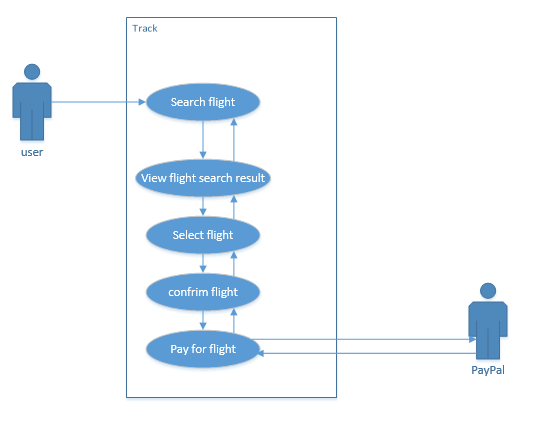 Track
Search flight
user
View flight search result
Select flight
confrim flight
Pay for flight
PayPal